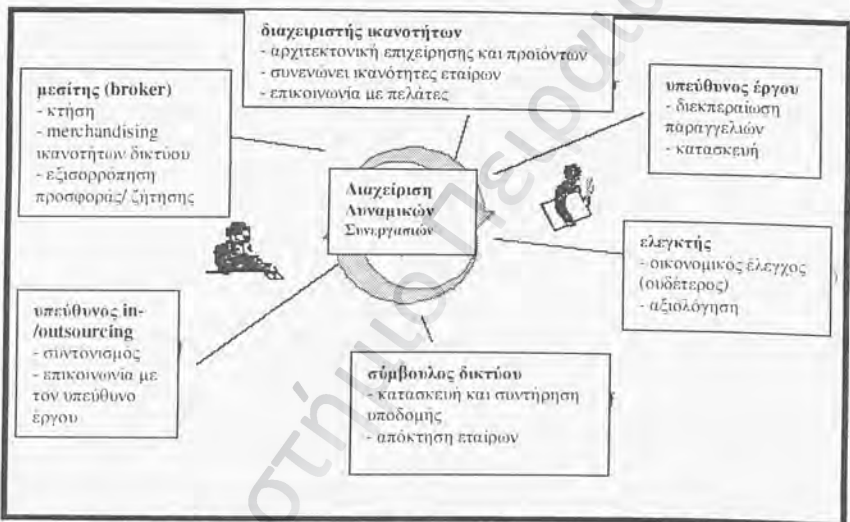 διαχειριστής ικανοτήτων
- αρχιτεκτονική επιχείρησης και προϊόντων
- συνενώνει ικανότητες εταίρων
- επικοινωνία με πελάτες
μεσίτης (broker)
- κτήση
- merchandising
ικανοτήτων δικτύου
- εξισορρόπηση
προσφοράς/ ζήτησης
υπεύθυνος έργου
- διεκπεραίωση
παραγγελιών
- κατασκευή
Διαχείριση
Δυναμικών
Συνεργασιών
ελεγκτής
- οικονομικός έλεγχος
(ουδέτερος)
- αξιολόγηση
υπεύθυνος in-
/outsourcing
- συντονισμός
- επικοινωνία με
τον υπεύθυνο
έργου
σύμβουλος δικτύου
- κατασκευή και συντήρηση
υποδομής
- απόκτηση εταίρων